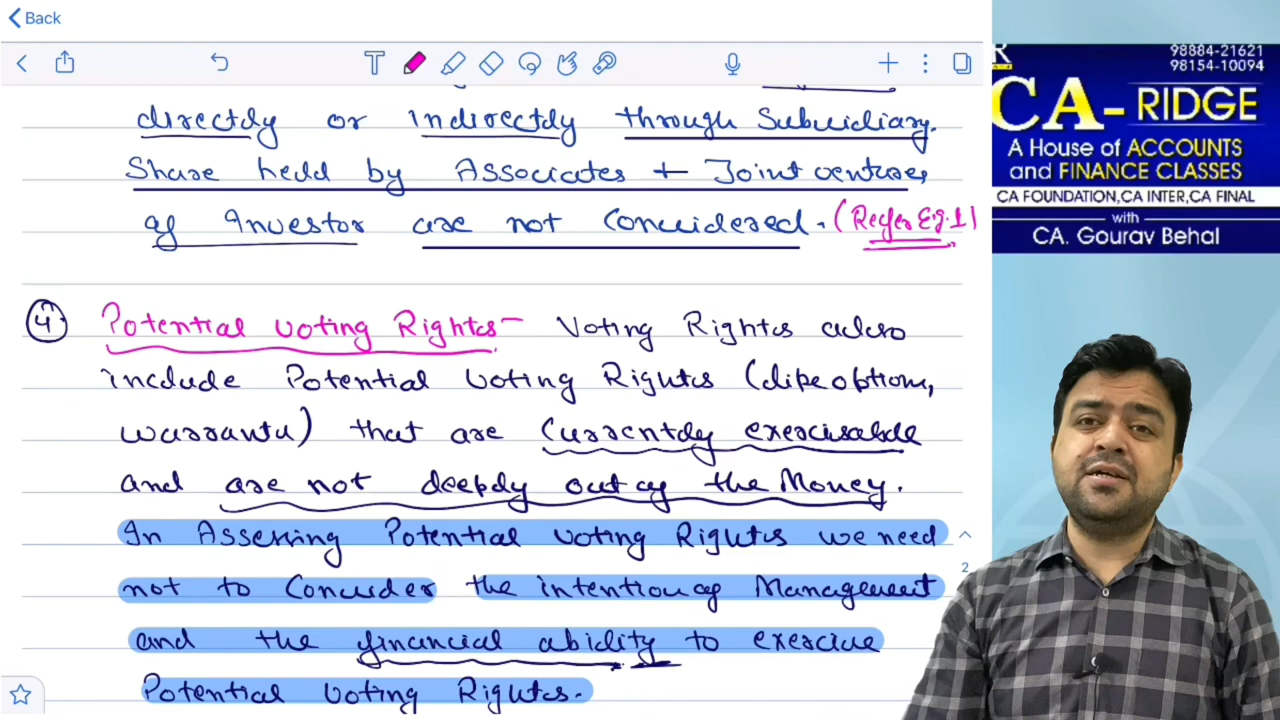 Back
directly or indirectly through Subsidiary.
Share held by Associates + Joint ventures
of Investor are not Considered. (Refer Eg. 1)
4 Potential Voting Rights - Voting Rights also
include Potential Voting Rights (like options,
warrants) that are Currently exercisable
and are not deeply out of the Money.
In Assessing Potential Voting Rights we need
not to Consider the intention of Management
and the financial ability to exercise
Potential Voting Rights.
2
R
98884-21621
98154-10094
CA- RIDGE
A House of ACCOUNTS
and FINANCE CLASSES
CA FOUNDATION,CA INTER,CA FINAL
with
CA. Gourav Behal